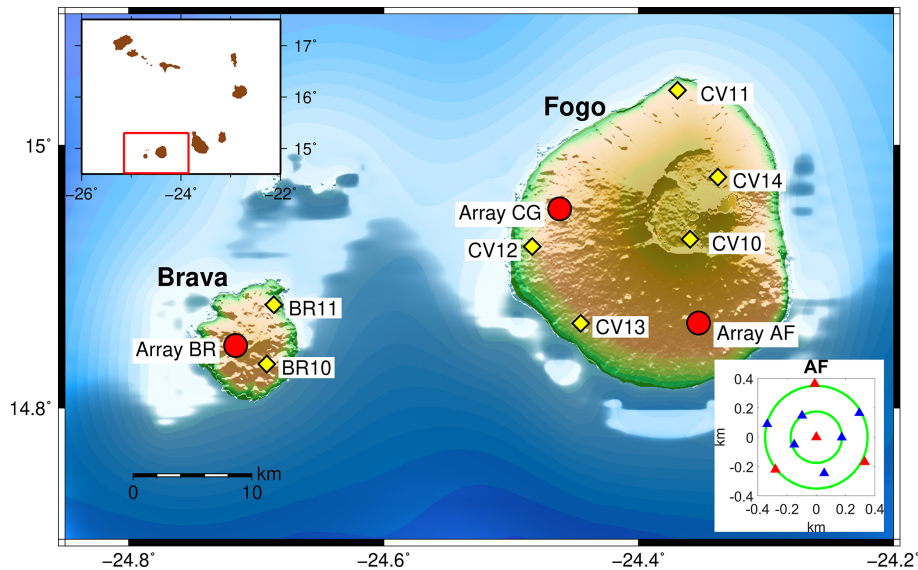 17°
16°
15°
−26
−24
−22
15°
14.8°
Fogo
CV11
CV14
Array CG
CV12
CV10
CV13
Array AF
Brava
BR11
Array BR
BR10
km
0
10
AF
0.4
0.2
0
-0.2
-0.4
km
-0.4
-0.2
0
0.2
0.4
km
−24.8
−24.6
−24.4
−24.2